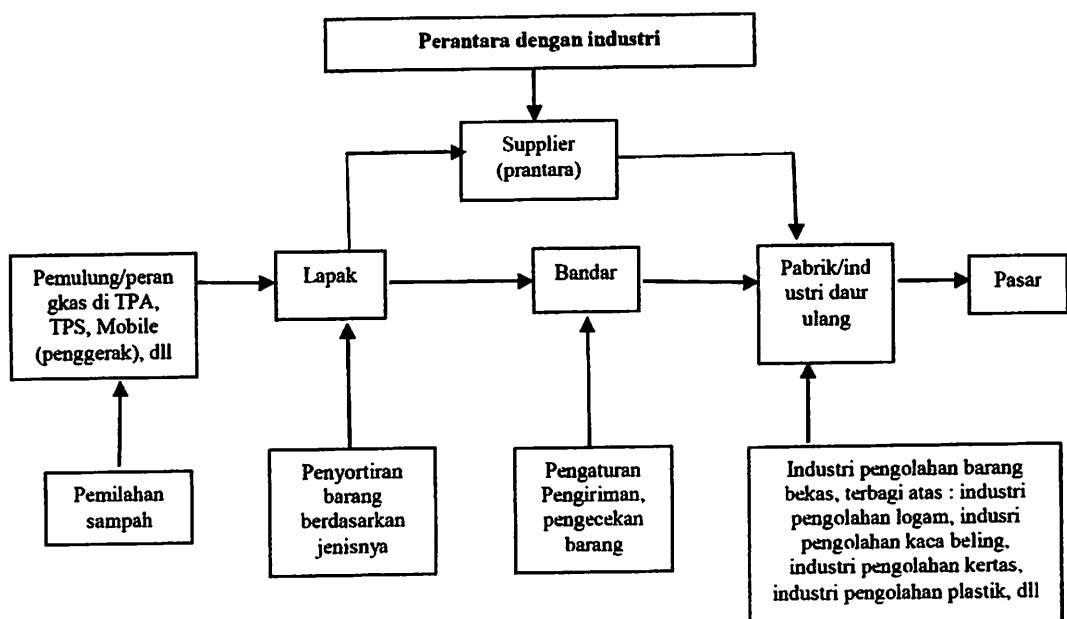 Perantara dengan industri
Supplier
(prantara)
Pemulung/peran
gkas di TPA,
TPS, Mobile
(penggerak), dll
Lapak
Bandar
Pabrik/ind
ustri daur
ulang
Pasar
Pemilahan
sampah
Penyortiran
barang
berdasarkan
jenisnya
Pengaturan
Pengiriman,
pengecekan
barang
Industri pengolahan barang
bekas, terbagi atas : industri
pengolahan logam, indusri
pengolahan kaca beling,
industri pengolahan kertas,
industri pengolahan plastik, dll